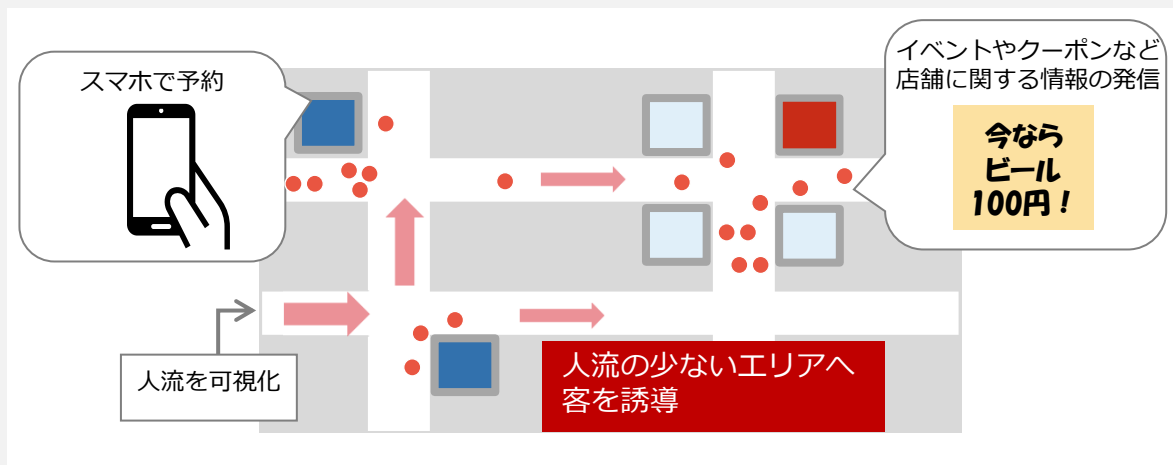 スマホで予約
イベントやクーポンなど
店舗に関する情報の発信
今なら
ビール
100円！
人流を可視化
人流の少ないエリアへ
客を誘導